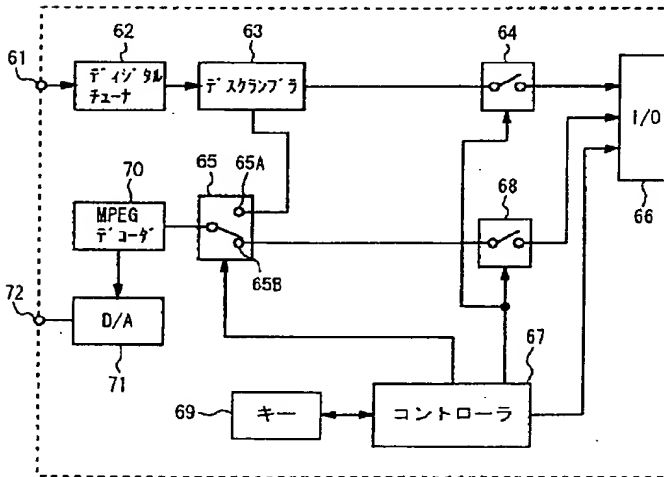 61
62
ディジタル
チューナ
63
デスクランブラ
64
I/O
66
70
MPEG
デコーダ
65
65A
65B
68
72
D/A
71
67
コントローラ
69
キー